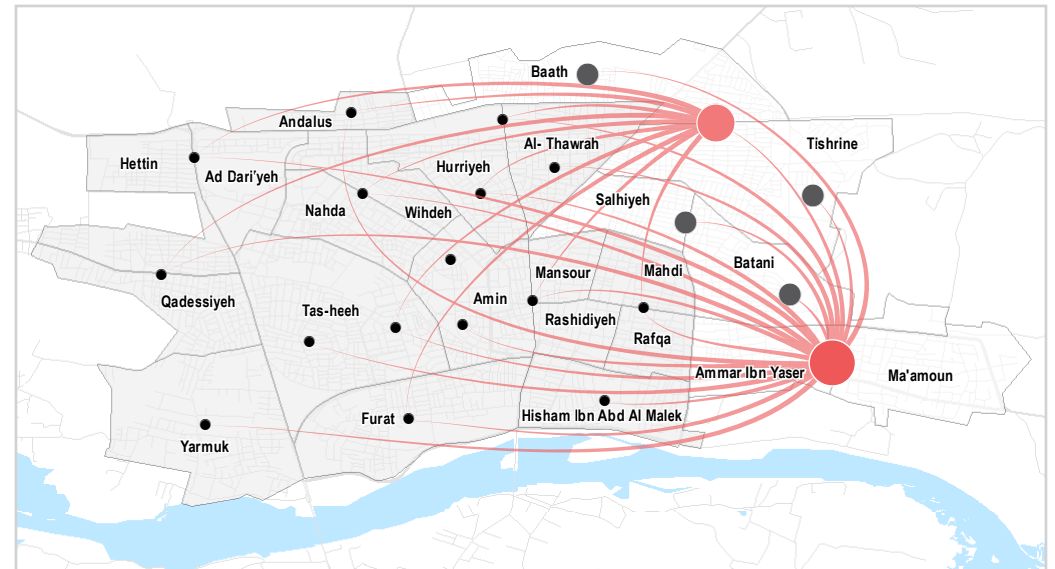 Baath
Andalus
Tishrine
Al- Thawrah
Hettin
Hurriyeh
Ad Dari'yeh
Salhiyeh
Nahda
Wihdeh
Batani
Mansour
Mahdi
Qadessiyeh
Amin
Tas-heeh
Rashidiyeh
Rafqa
Ammar Ibn Yaser
Ma'amoun
Furat
Hisham Ibn Abd Al Malek
Yarmuk